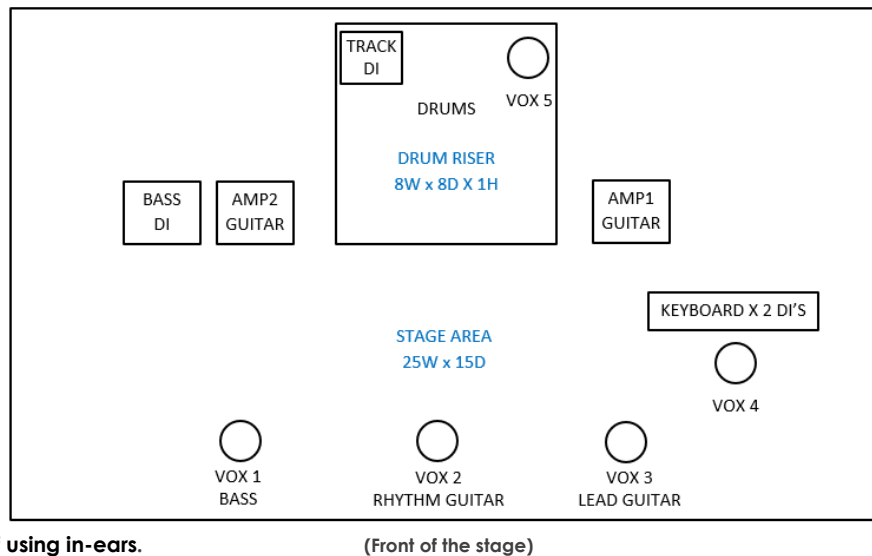 TRACK
DI
VOX 5
DRUMS
DRUM RISER
8W x 8D X 1H
BASS
DI
AMP2
GUITAR
AMP1
GUITAR
KEYBOARD X 2 DI'S
STAGE AREA
25W x 15D
VOX 4
VOX 1
BASS
VOX 2
RHYTHM GUITAR
VOX 3
LEAD GUITAR
using in-ears.
(Front of the stage)